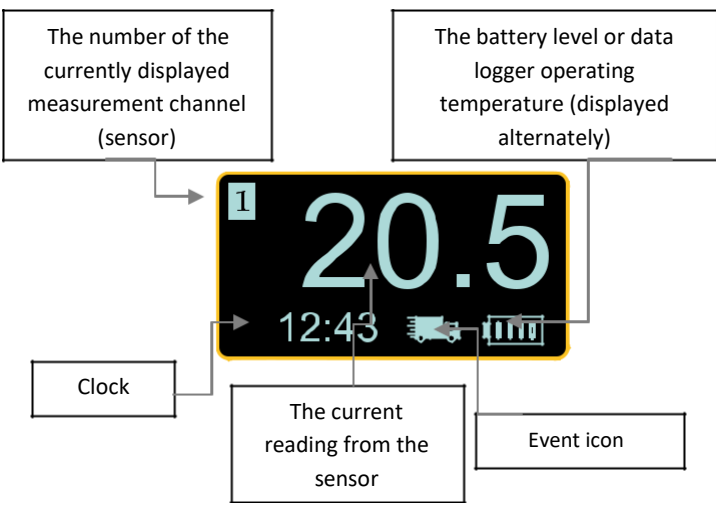 The number of the
currently displayed
measurement channel
(sensor)
The battery level or data
logger operating
temperature (displayed
alternately)
1
20.5
12:43
Clock
The current
reading from the
sensor
Event icon